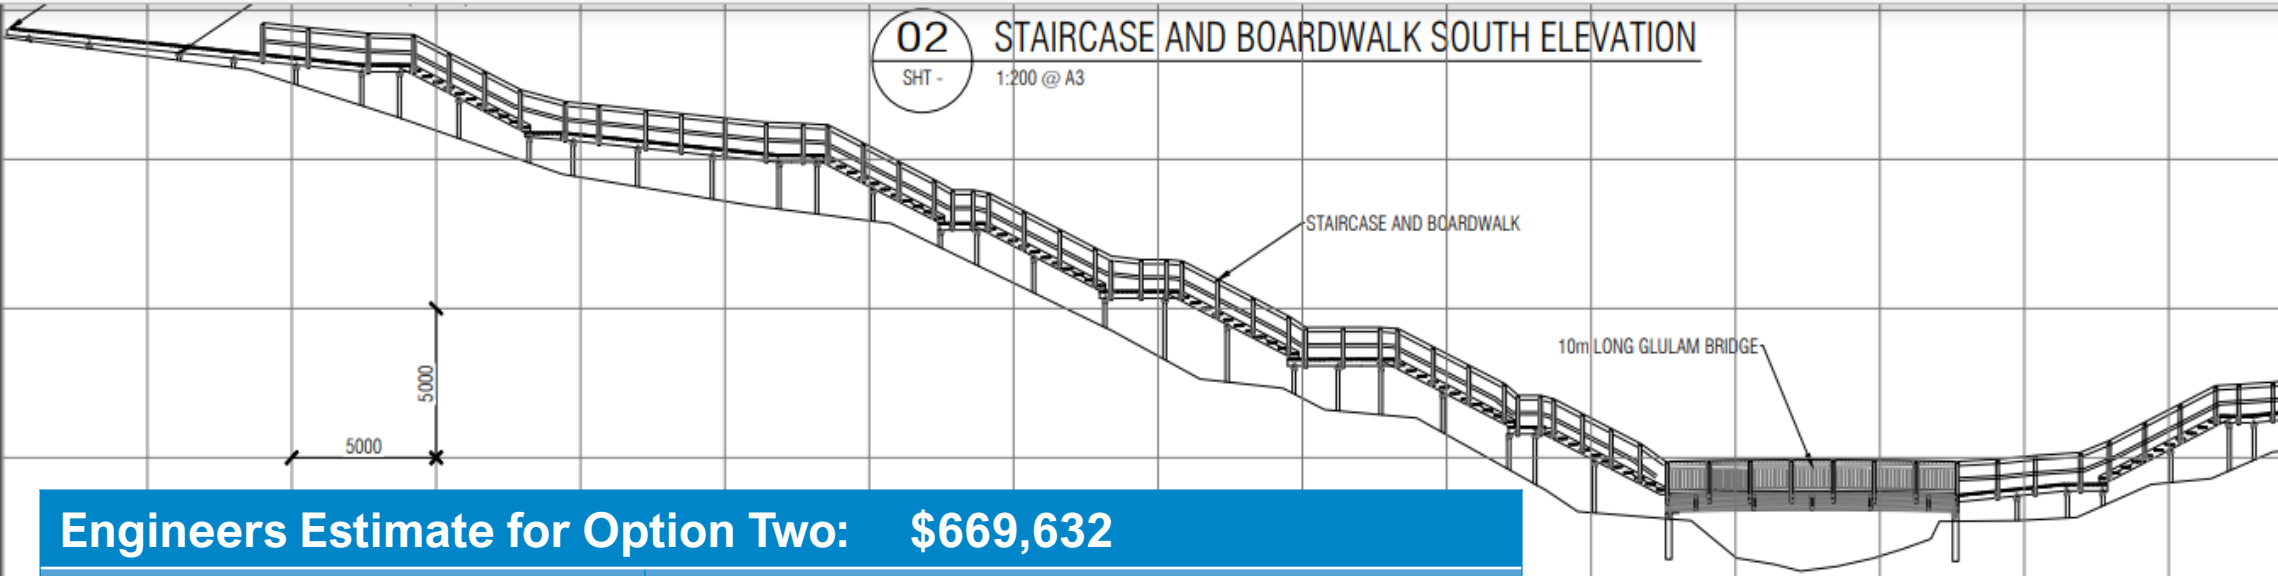 02
STAIRCASE AND BOARDWALK SOUTH ELEVATION
SHT -
1:200 @ A3
STAIRCASE AND BOARDWALK
10m LONG GLULAM BRIDGE
5000
5000
Engineers Estimate for Option Two: $669,632